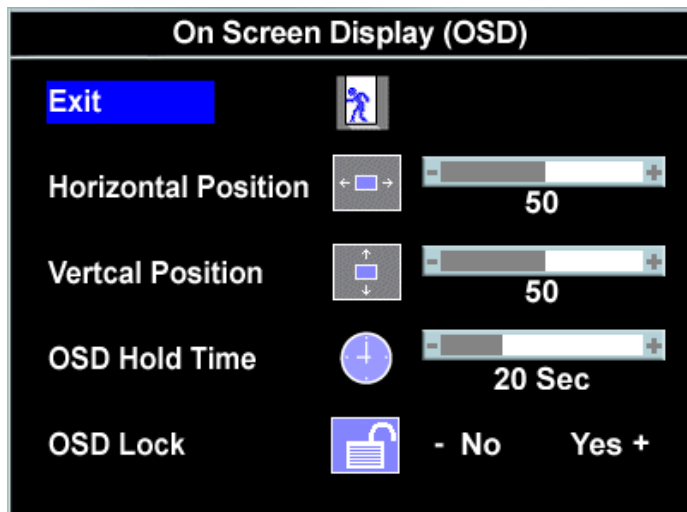 On Screen Display (OSD)
Exit
Horizontal Position - +
50
Vertcal Position - +
50
OSD Hold Time - +
20 Sec
OSD Lock - No Yes +